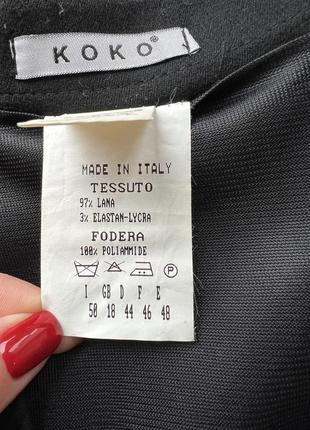 KOKO®
MADE IN ITALY
TESSUTO
97% LANA
3% ELASTAN-LYCRA
FODERA
100% POLIAMMIDE
P
I GB D F E
50 18 44 46 48